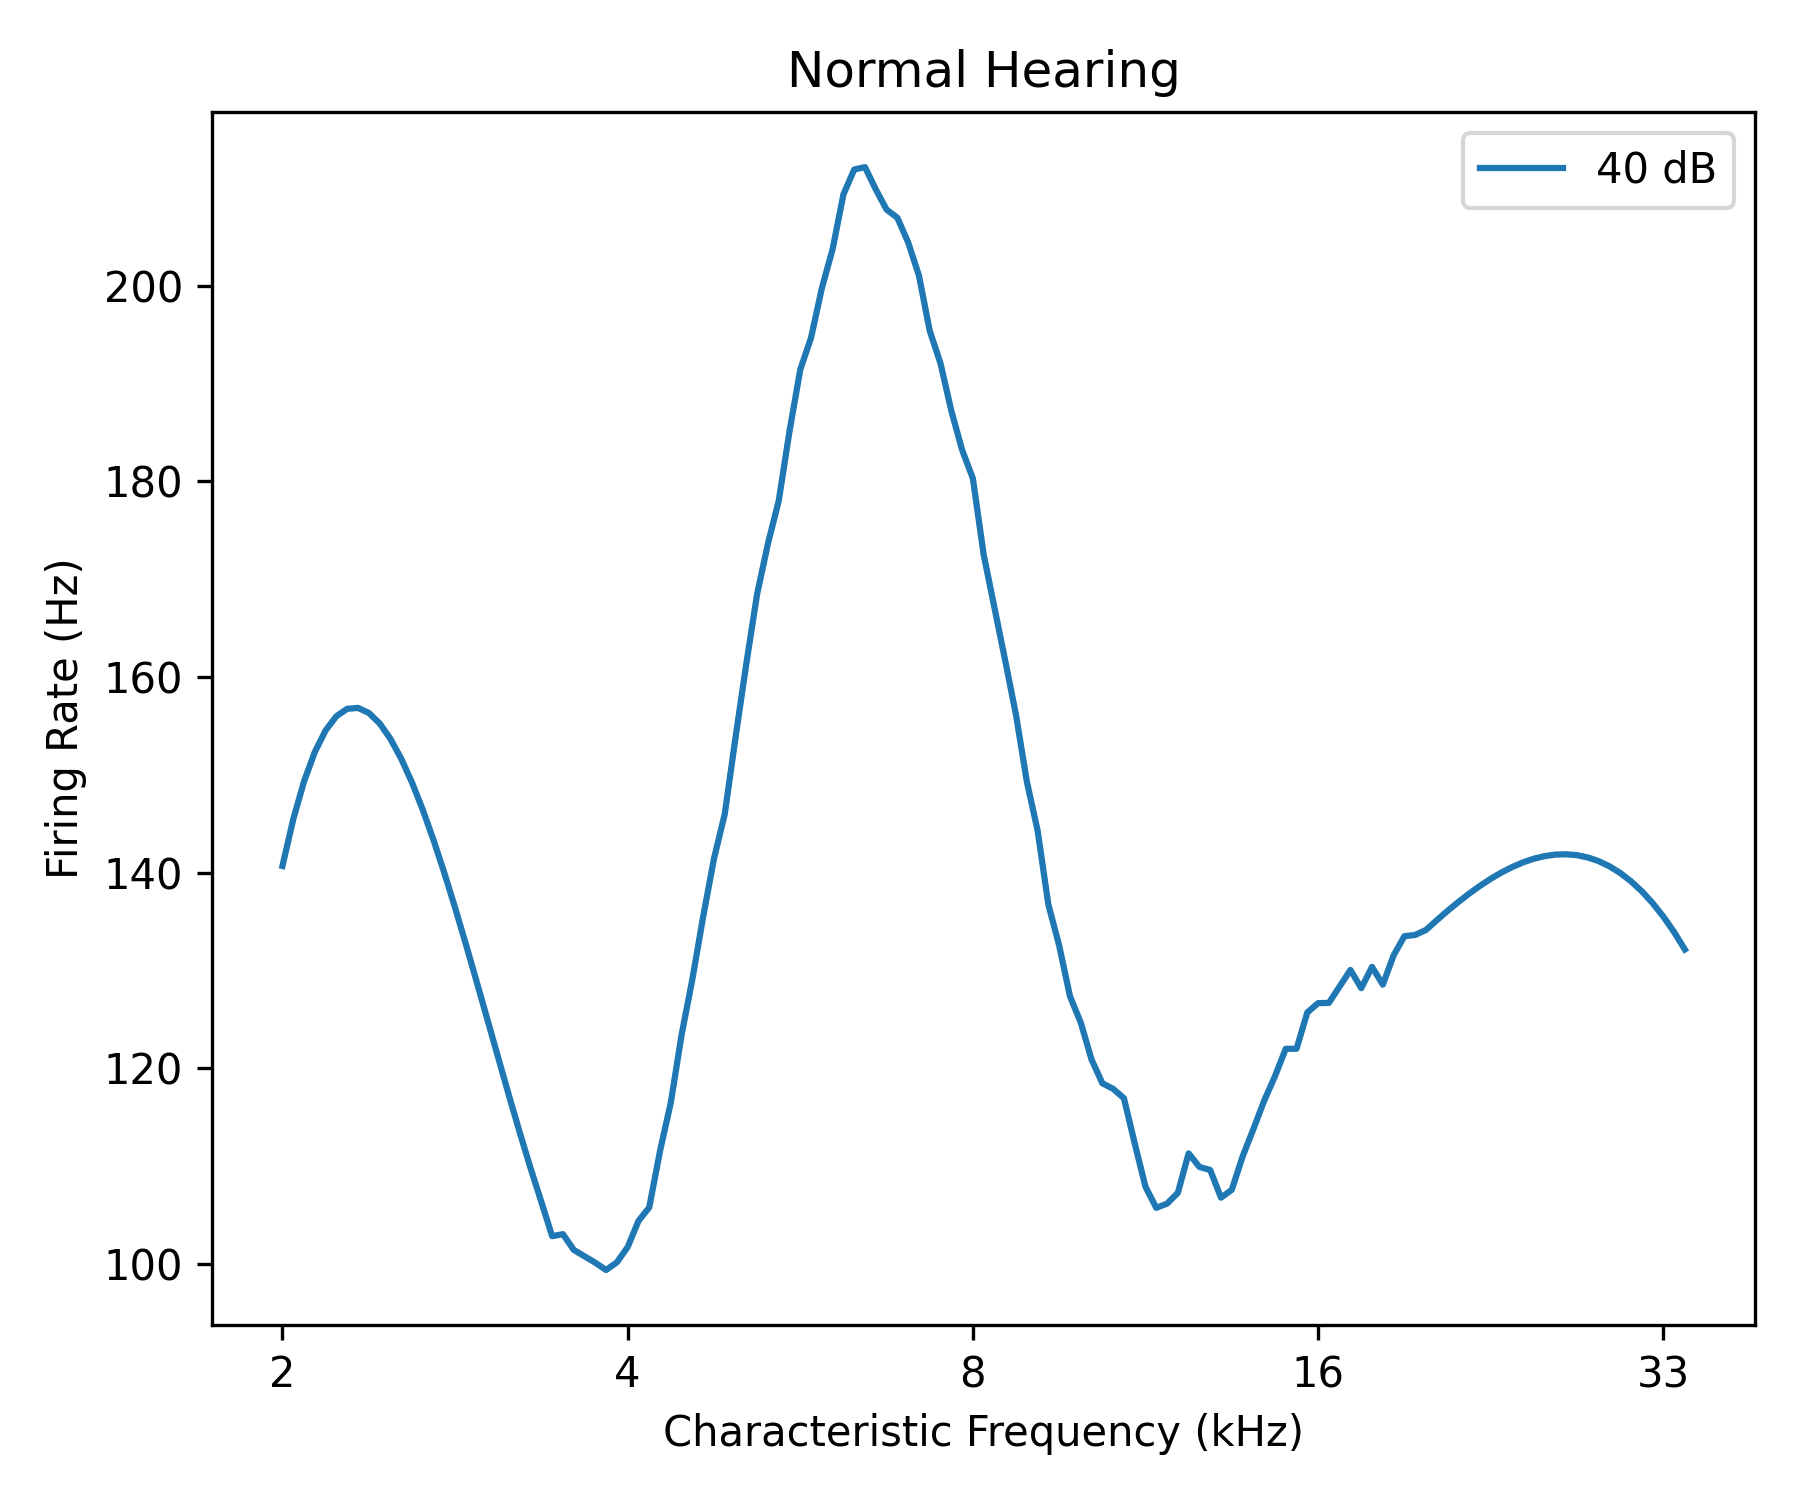 Normal Hearing
40 dB
Firing Rate (Hz)
200
180
160
140
120
100
2 4 8 16 33
Characteristic Frequency (kHz)